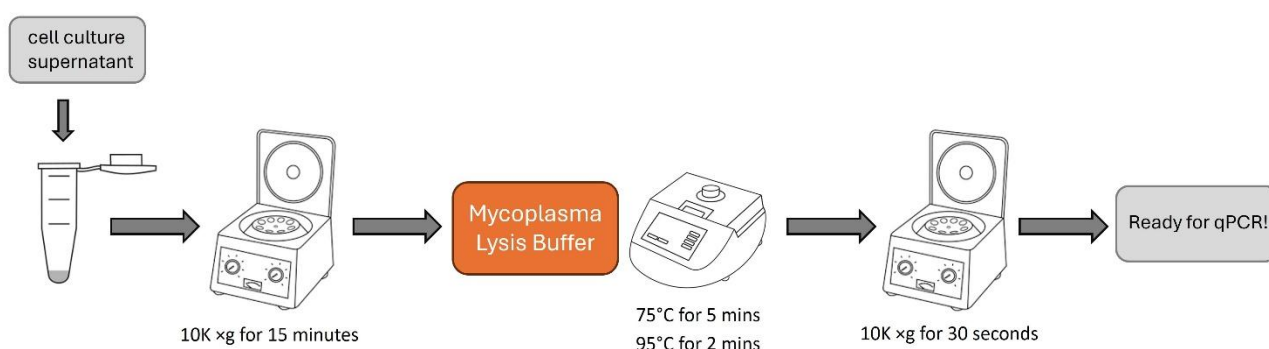 cell culture
supernatant
Mycoplasma
Lysis Buffer
Ready for qPCR!
10K ×g for 15 minutes
75°C for 5 mins
95°C for 2 mins
10K ×g for 30 seconds